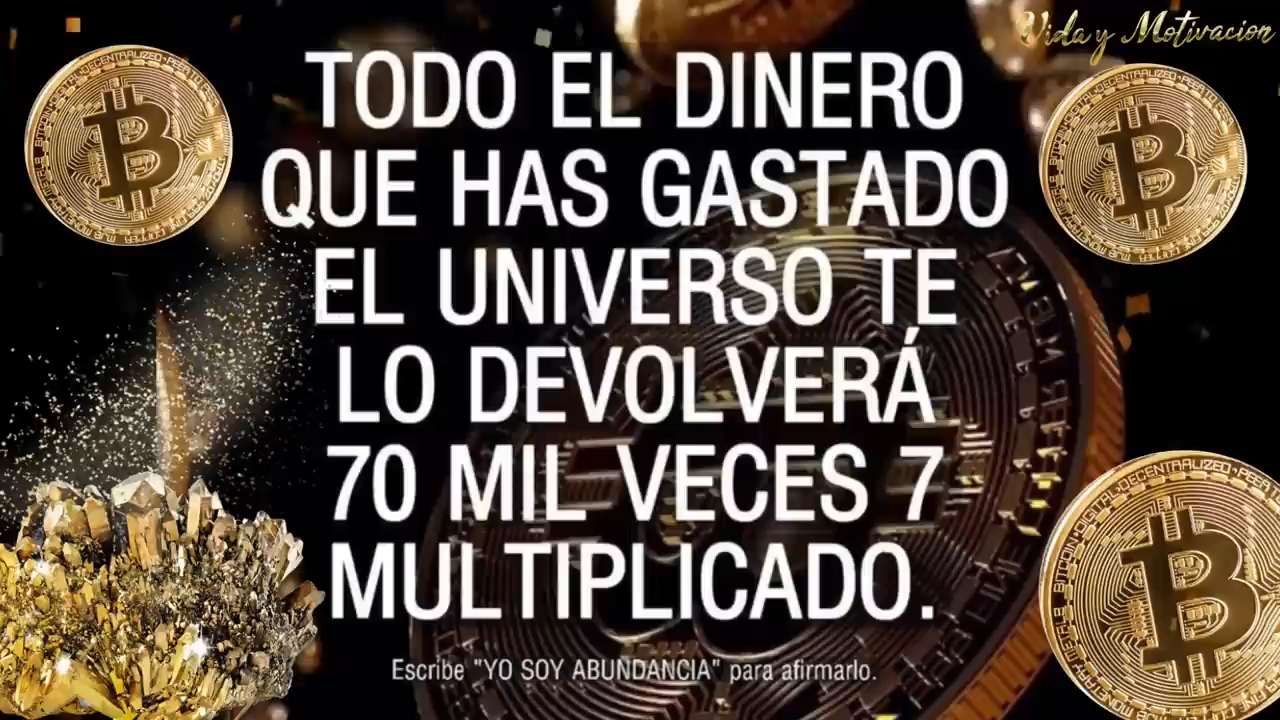 Vida y Motivacion
TODO EL DINERO
QUE HAS GASTADO
EL UNIVERSO TE
LO DEVOLVERÁ
70 MIL VECES 7
MULTIPLICADO.
Escribe "YO SOY ABUNDANCIA" para afirmarlo.